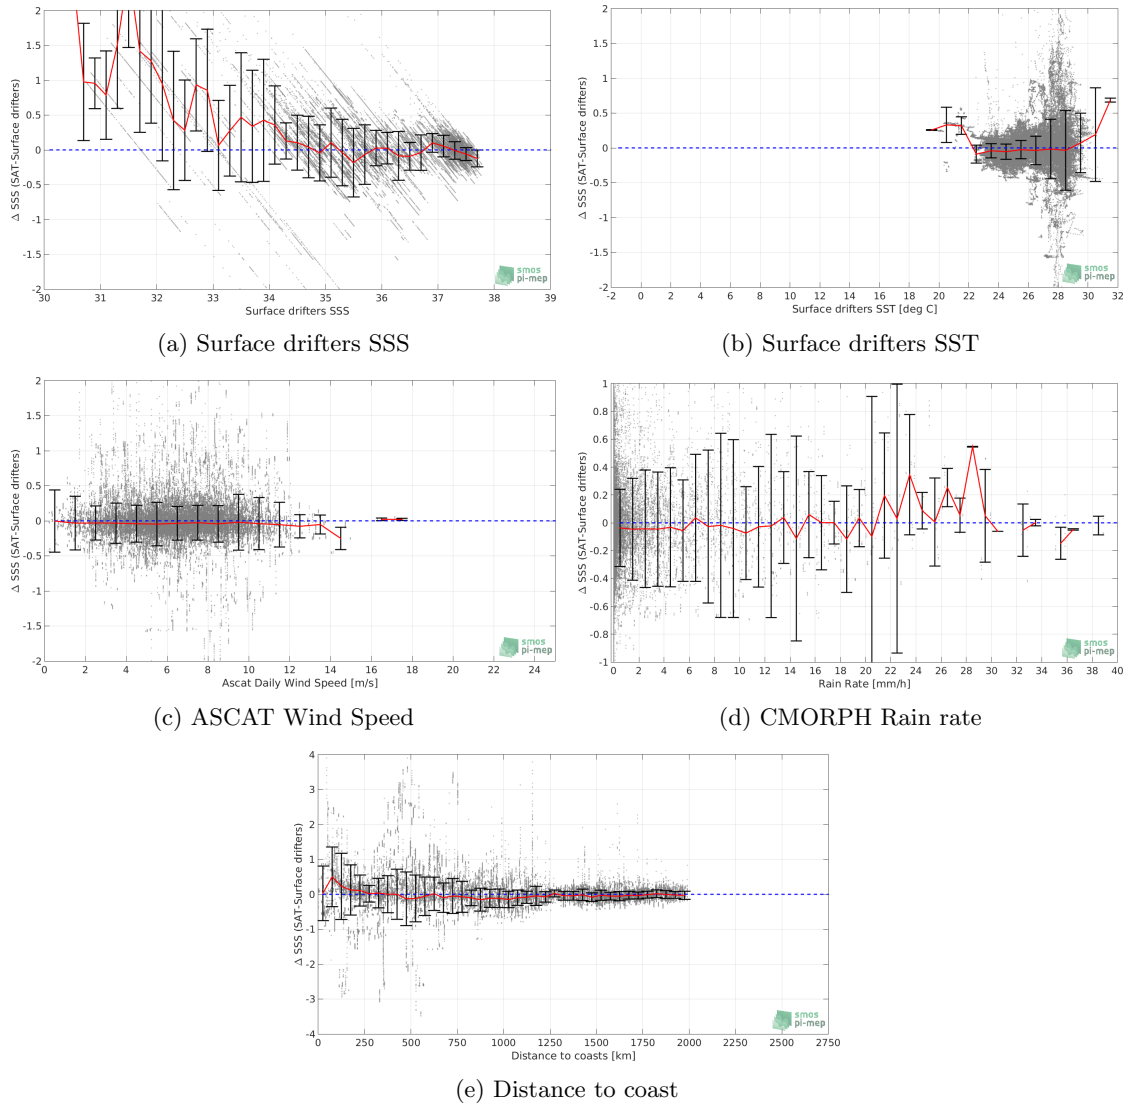 2
1.5
1
0.5
0
-0.5
-1
-1.5
-2
Δ SSS (SAT-Surface drifters)
30 31 32 33 34 35 36 37 38 39
Surface drifters SSS
smos
pi-mep
(a) Surface drifters SSS
2
1.5
1
0.5
0
-0.5
-1
-1.5
-2
Δ SSS (SAT-Surface drifters)
-2 0 2 4 6 8 10 12 14 16 18 20 22 24 26 28 30 32
Surface drifters SST [deg C]
smos
pi-mep
(b) Surface drifters SST
2
1.5
1
0.5
0
-0.5
-1
-1.5
-2
Δ SSS (SAT-Surface drifters)
0 2 4 6 8 10 12 14 16 18 20 22 24
Ascat Daily Wind Speed [m/s]
smos
pi-mep
(c) ASCAT Wind Speed
1
0.8
0.6
0.4
0.2
0
-0.2
-0.4
-0.6
-0.8
-1
Δ SSS (SAT-Surface drifters)
0 2 4 6 8 10 12 14 16 18 20 22 24 26 28 30 32 34 36 38 40
Rain Rate [mm/h]
smos
pi-mep
(d) CMORPH Rain rate
4
3
2
1
0
-1
-2
-3
-4
Δ SSS (SAT-Surface drifters)
0 250 500 750 1000 1250 1500 1750 2000 2250 2500 2750
Distance to coasts [km]
smos
pi-mep
(e) Distance to coast